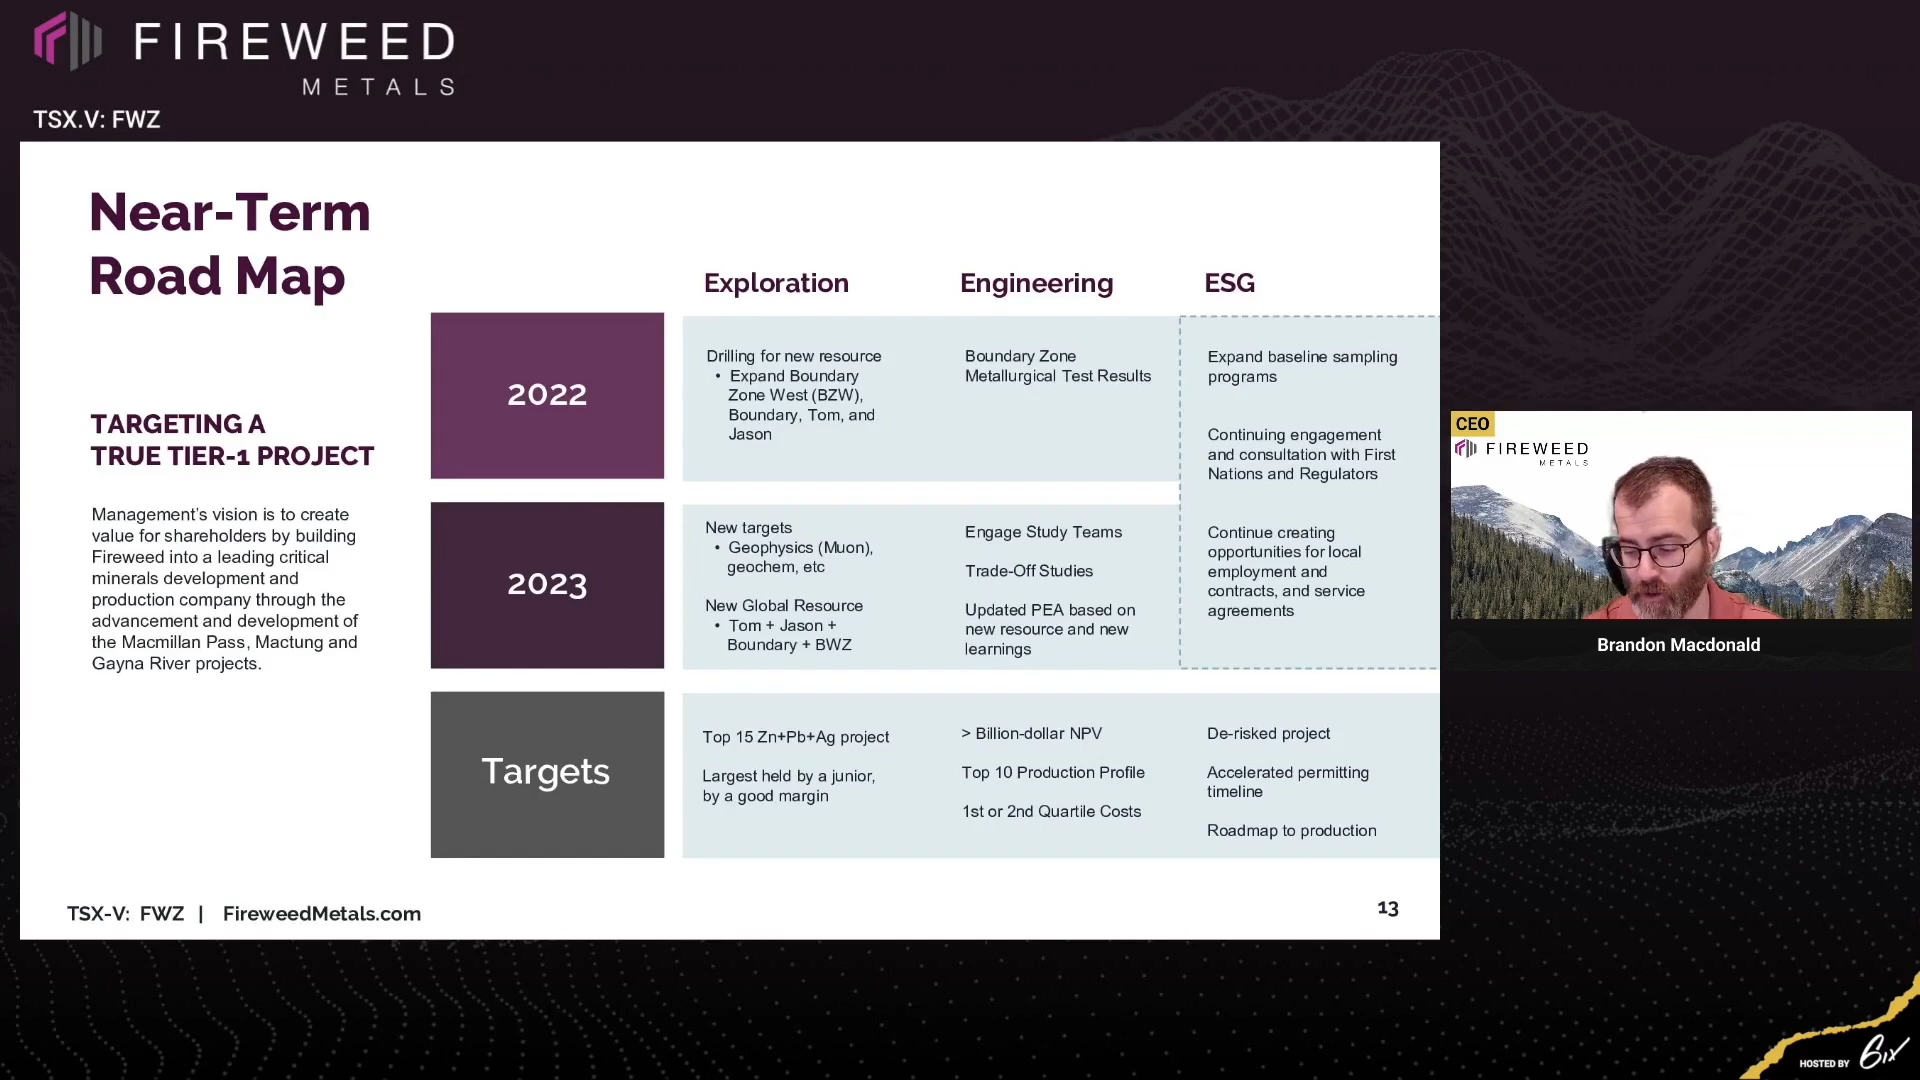 FIREWEED
METALS
TSX.V: FWZ
Near-Term
Road Map
TARGETING A
TRUE TIER-1 PROJECT
Management's vision is to create
value for shareholders by building
Fireweed into a leading critical
minerals development and
production company through the
advancement and development of
the Macmillan Pass, Mactung and
Gayna River projects.
Exploration
Engineering
ESG
2022
Drilling for new resource
• Expand Boundary
Zone West (BZW),
Boundary, Tom, and
Jason
Boundary Zone
Metallurgical Test Results
Expand baseline sampling
programs
Continuing engagement
and consultation with First
Nations and Regulators
Continue creating
opportunities for local
employment and
contracts, and service
agreements
2023
New targets
• Geophysics (Muon),
geochem, etc
New Global Resource
• Tom + Jason +
Boundary + BWZ
Engage Study Teams
Trade-Off Studies
Updated PEA based on
new resource and new
learnings
Targets
Top 15 Zn+Pb+Ag project
Largest held by a junior,
by a good margin
> Billion-dollar NPV
Top 10 Production Profile
1st or 2nd Quartile Costs
De-risked project
Accelerated permitting
timeline
Roadmap to production
TSX-V: FWZ | FireweedMetals.com
13
CEO
FIREWEED
METALS
Brandon Macdonald
HOSTED BY 6ix